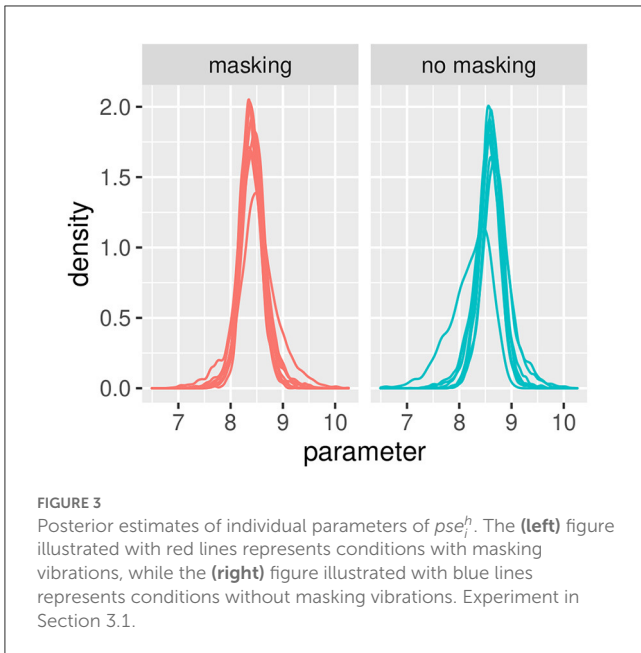 masking
no masking
2.0
1.5
1.0
0.5
0.0
density
7 8 9 10 7 8 9 10
parameter
FIGURE 3
Posterior estimates of individual parameters of pseᵢʰ. The (left) figure
illustrated with red lines represents conditions with masking
vibrations, while the (right) figure illustrated with blue lines
represents conditions without masking vibrations. Experiment in
Section 3.1.